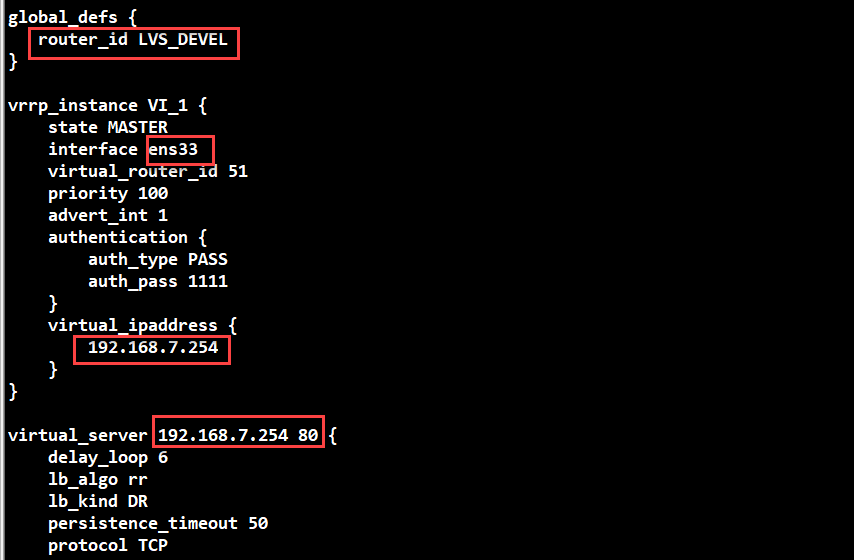 global_defs {
   router_id LVS_DEVEL
}

vrrp_instance VI_1 {
    state MASTER
    interface ens33
    virtual_router_id 51
    priority 100
    advert_int 1
    authentication {
        auth_type PASS
        auth_pass 1111
    }
    virtual_ipaddress {
        192.168.7.254
    }
}

virtual_server 192.168.7.254 80 {
    delay_loop 6
    lb_algo rr
    lb_kind DR
    persistence_timeout 50
    protocol TCP